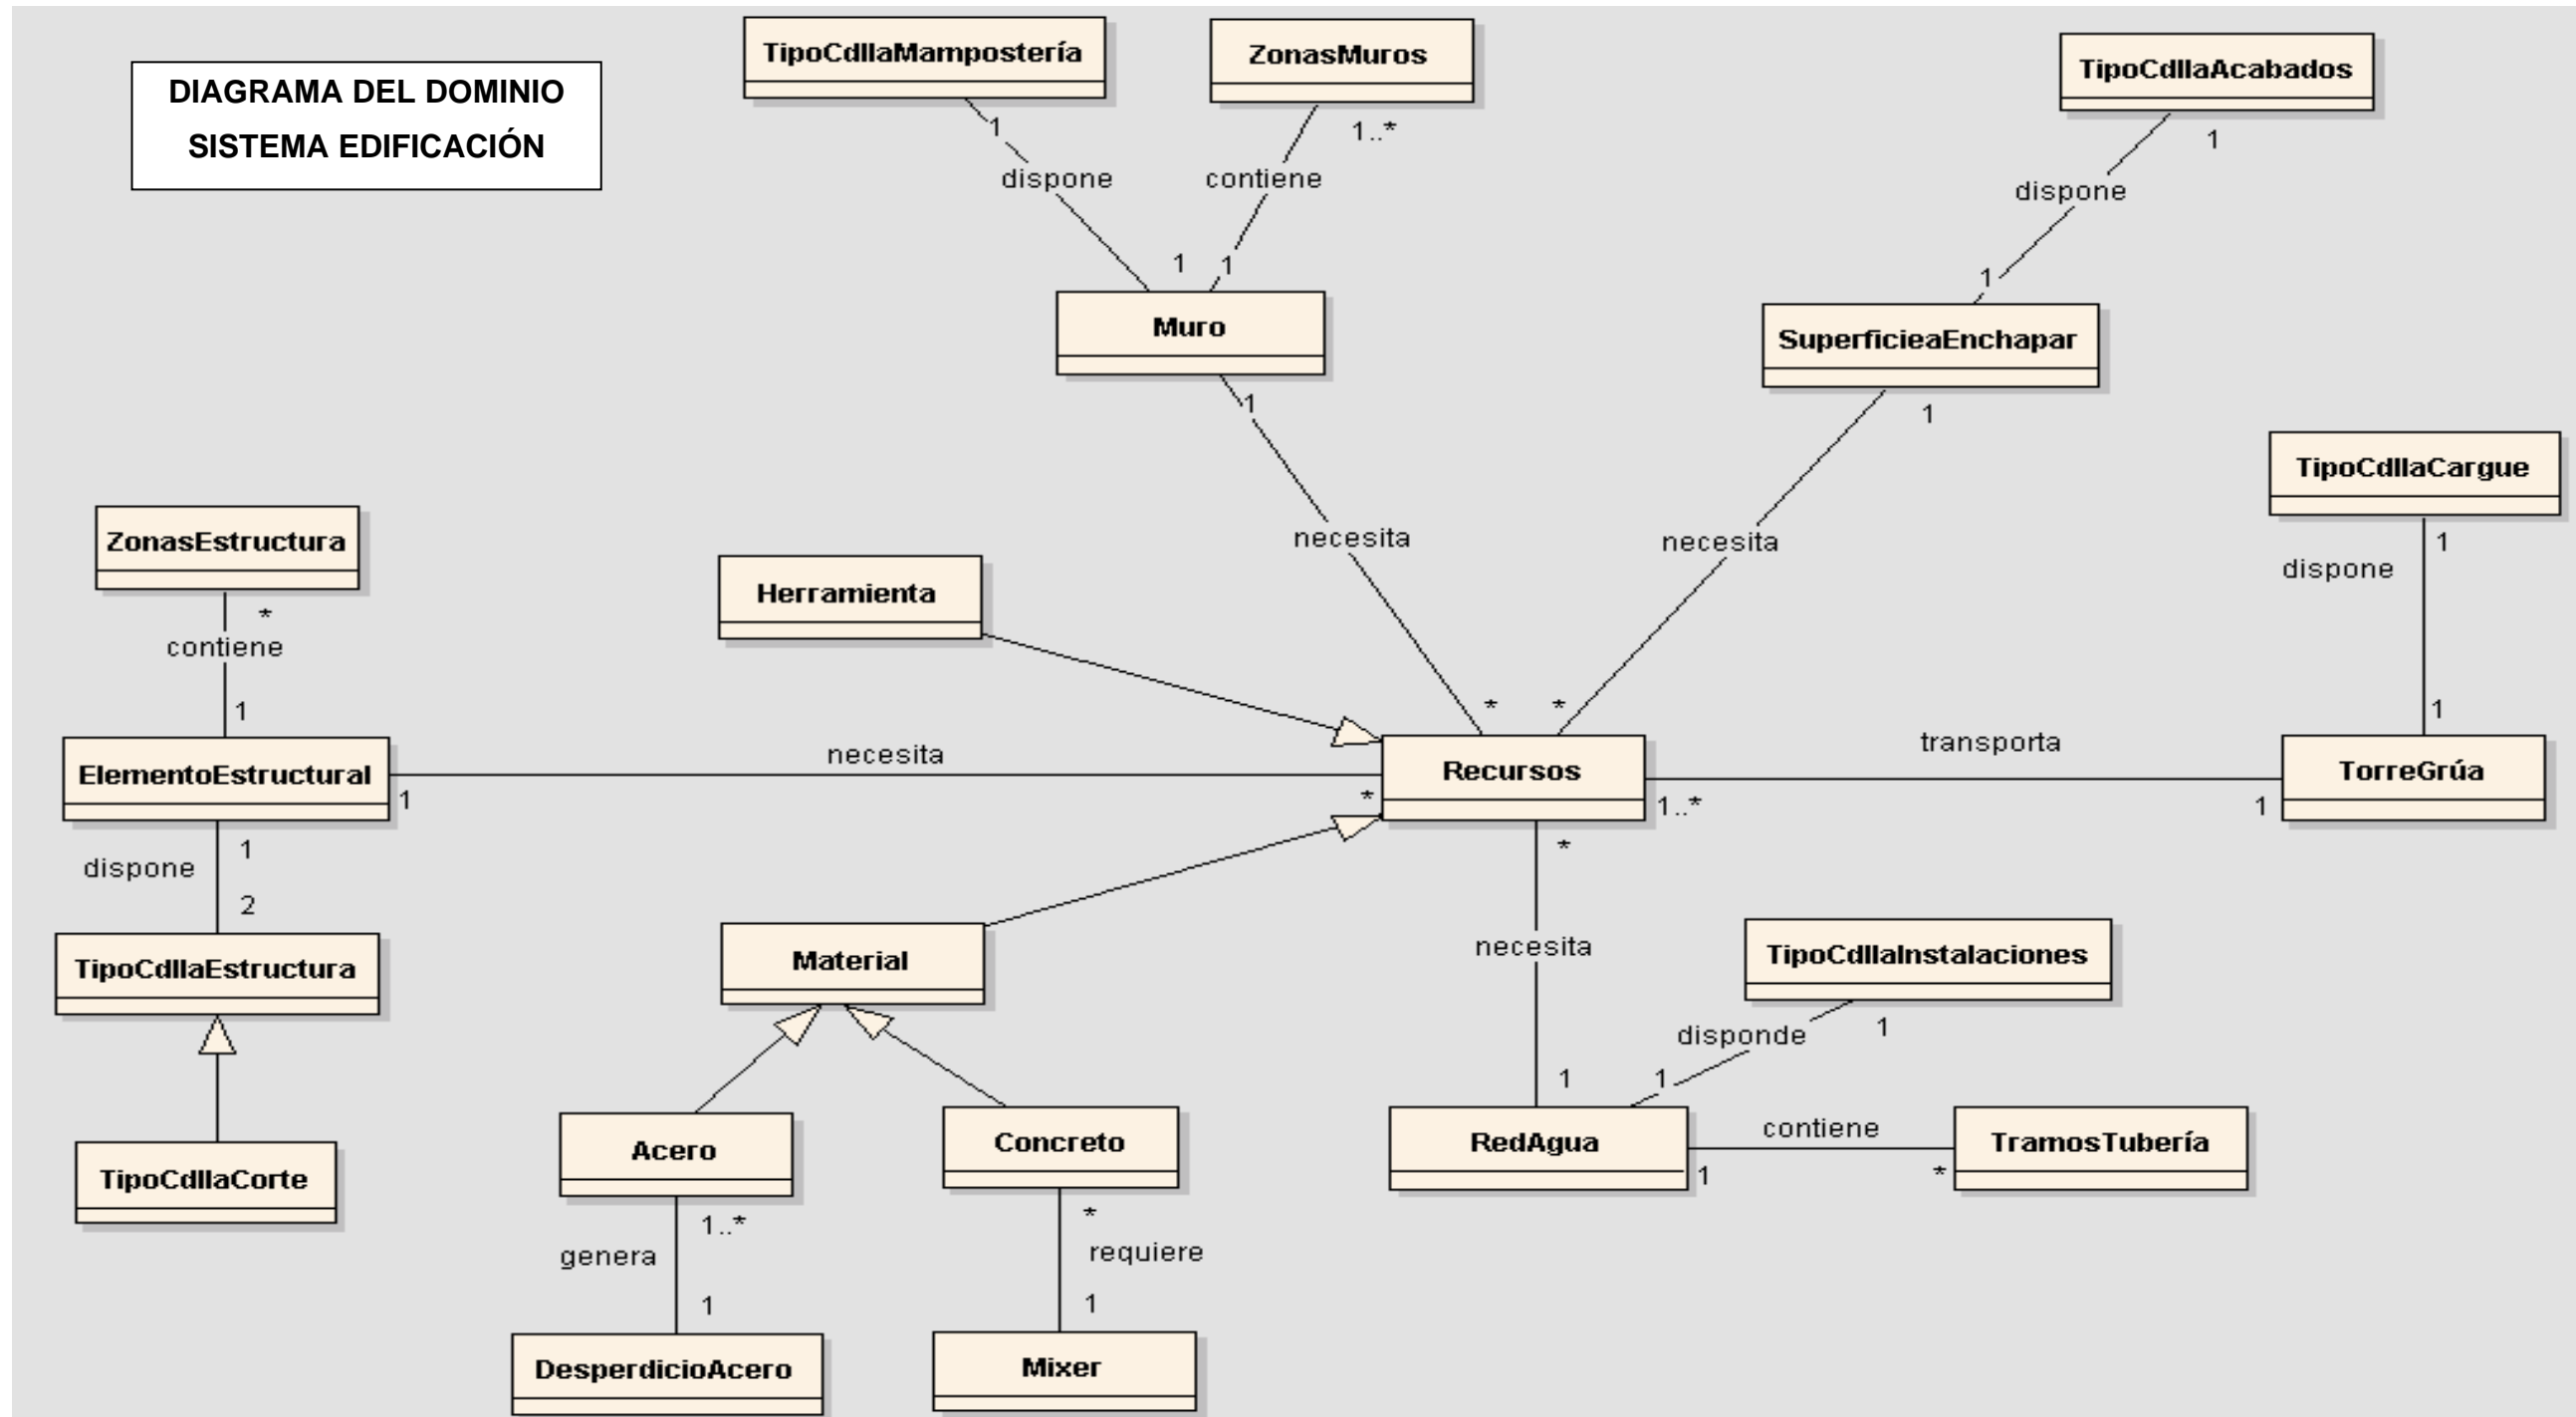 DIAGRAMA DEL DOMINIO
SISTEMA EDIFICACIÓN
TipoCdllaMampostería
ZonasMuros
TipoCdllaAcabados
1
1..*
1
dispone
contiene
dispone
1
1
1
Muro
SuperficieaEnchapar
1
1
TipoCdllaCargue
ZonasEstructura
necesita
necesita
1
dispone
Herramienta
*
contiene
1
*
*
1
necesita
transporta
ElementoEstructural
Recursos
TorreGrúa
1
*
1..*
1
1
*
dispone
2
necesita
TipoCdllaEstructura
Material
TipoCdllaInstalaciones
disponde
1
1
1
Acero
Concreto
RedAgua
contiene
TramosTubería
1
*
TipoCdllaCorte
1..*
*
genera
requiere
1
1
DesperdicioAcero
Mixer